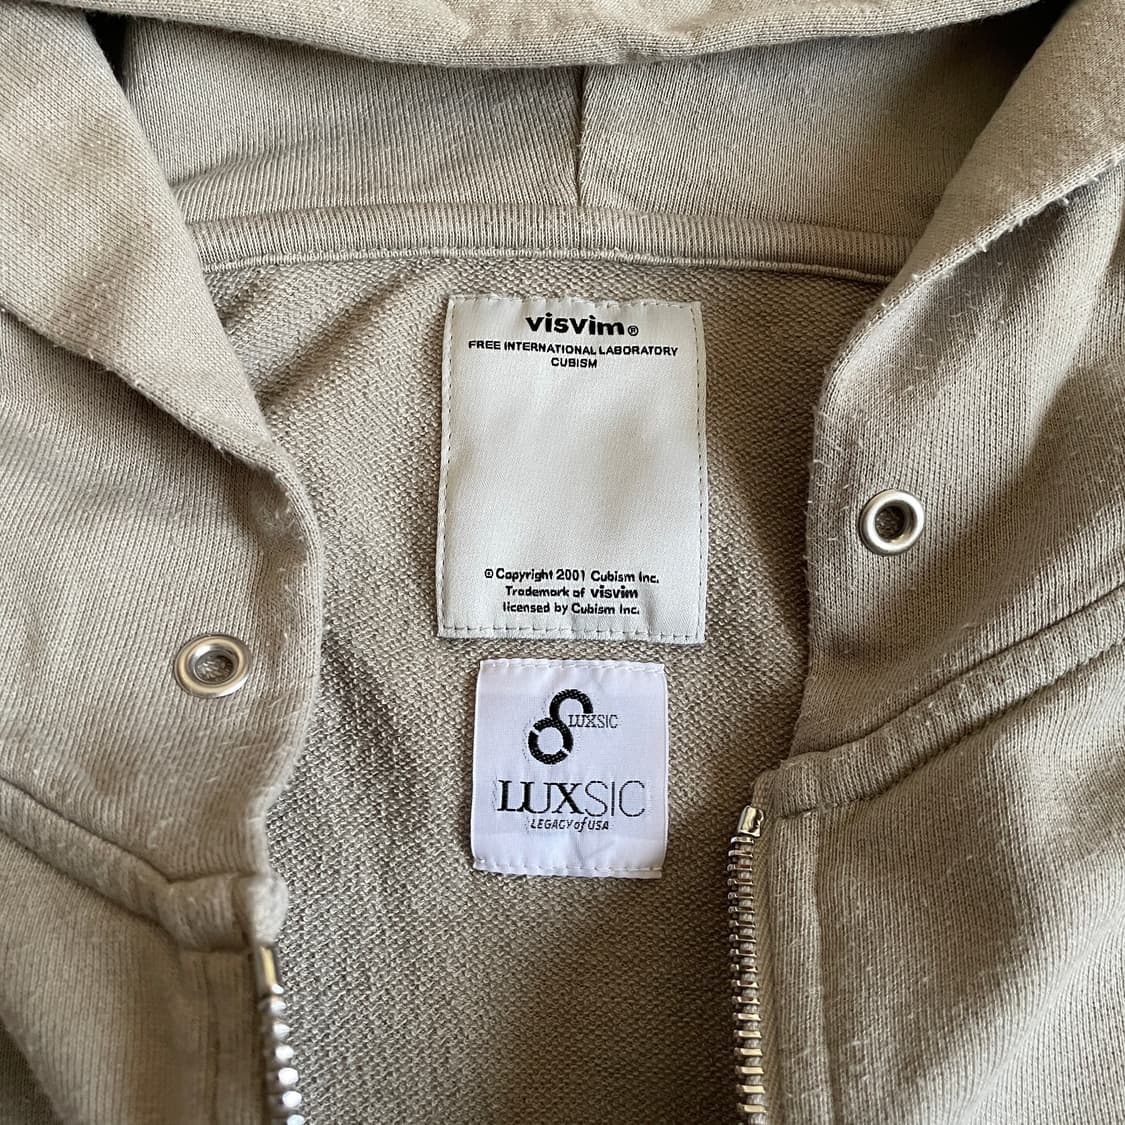 visvim®
FREE INTERNATIONAL LABORATORY
CUBISM
© Copyright 2001 Cubism Inc.
Trademark of visvim
licensed by Cubism Inc.
LUXSIC
LUXSIC
LEGACY of USA